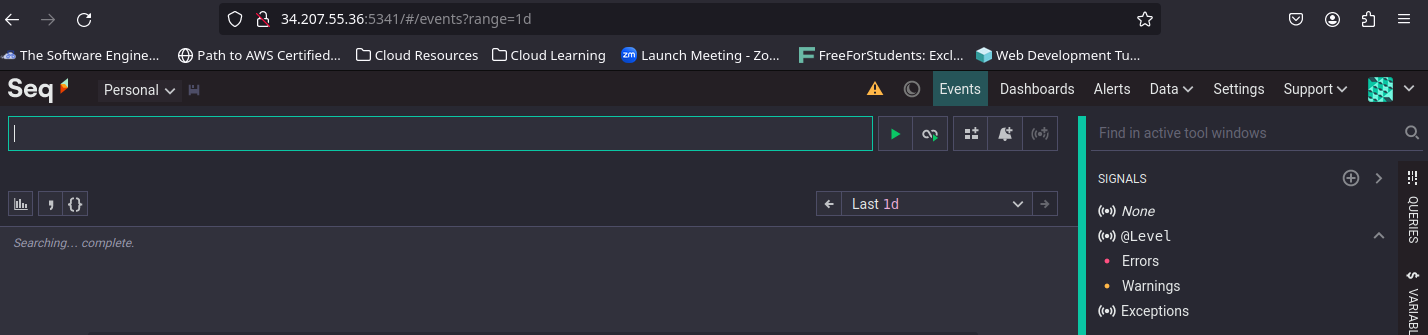 34.207.55.36:5341/#/events?range=1d
The Software Engine... Path to AWS Certified... Cloud Resources Cloud Learning zm Launch Meeting - Zo... FreeForStudents: Excl... Web Development Tu...
Seq Personal Events Dashboards Alerts Data Settings Support
Find in active tool windows
SIGNALS
None
@Level
Errors
Warnings
Exceptions
Last 1d
Searching... complete.
QUERIES